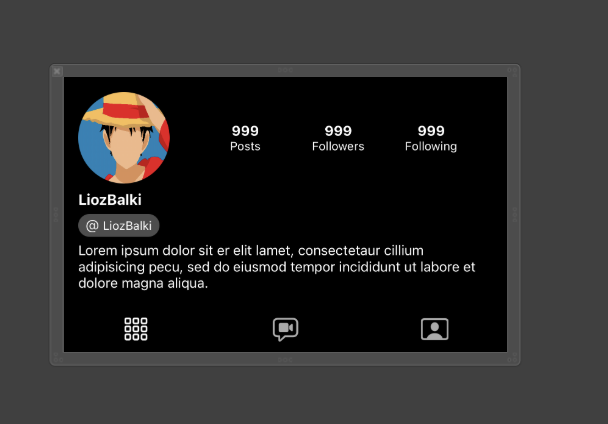 999
999
999
Posts
Followers
Following
LiozBalki
@ LiozBalki
Lorem ipsum dolor sit er elit lamet, consectetaur cillium
adipisicing pecu, sed do eiusmod tempor incididunt ut labore et
dolore magna aliqua.